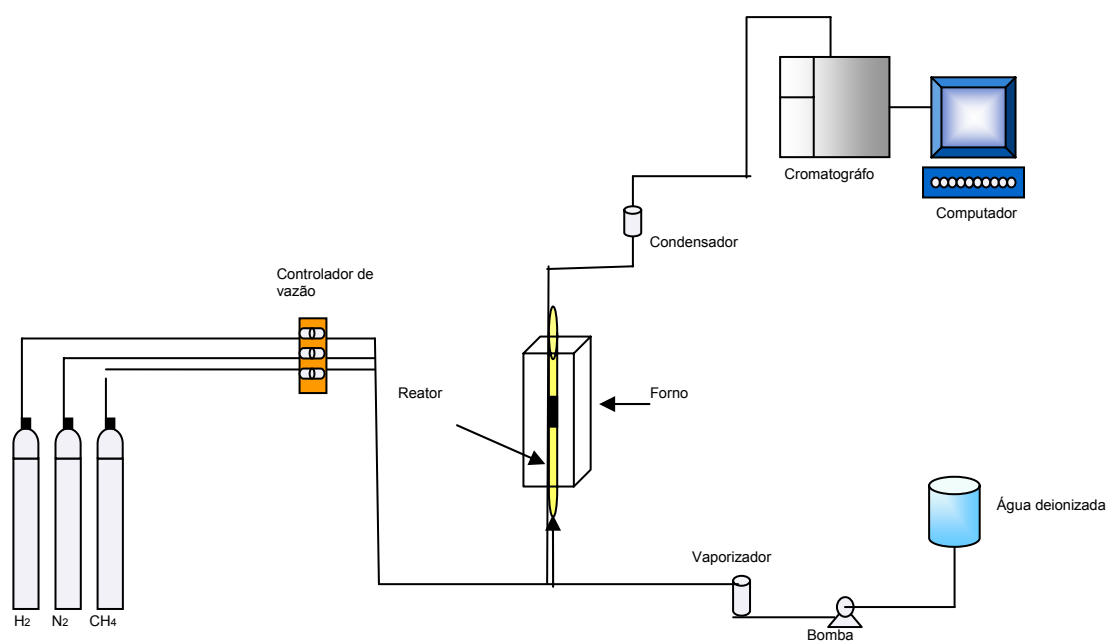 Cromatográfo
Computador
Condensador
Controlador de
vazão
Reator
Forno
Água deionizada
Vaporizador
Bomba
H2
N2
CH4